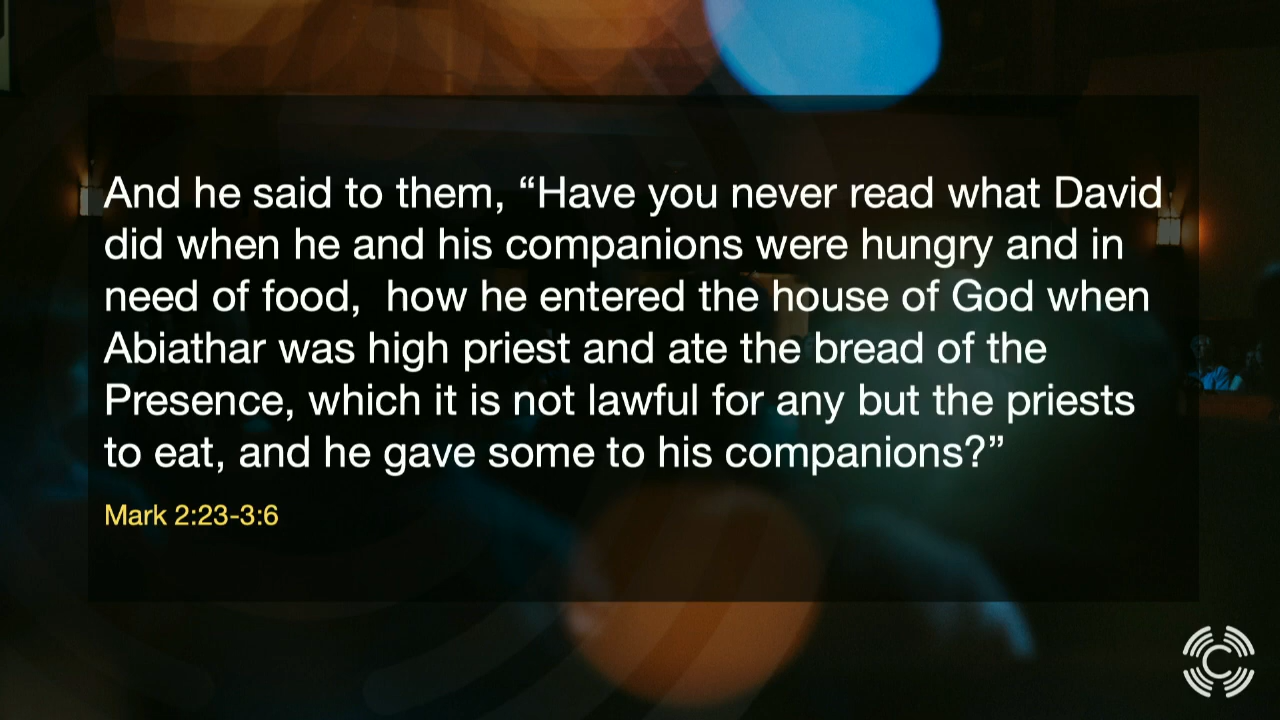 And he said to them, “Have you never read what David
did when he and his companions were hungry and in
need of food,  how he entered the house of God when
Abiathar was high priest and ate the bread of the
Presence, which it is not lawful for any but the priests
to eat, and he gave some to his companions?”
Mark 2:23-3:6
C